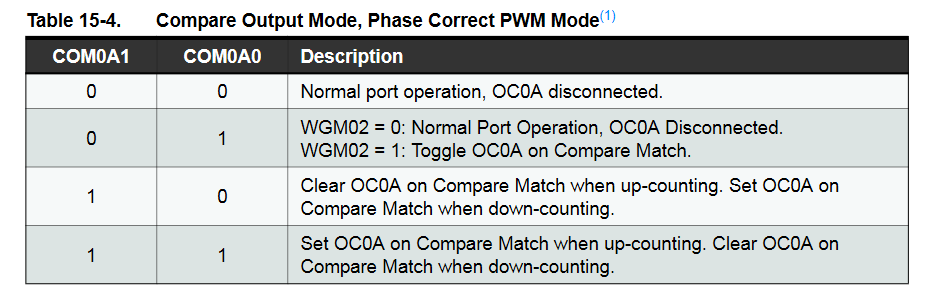 Table 15-4. Compare Output Mode, Phase Correct PWM Mode(1)
COM0A1 COM0A0 Description
0 0 Normal port operation, OC0A disconnected.
0 1 WGM02 = 0: Normal Port Operation, OC0A Disconnected.
WGM02 = 1: Toggle OC0A on Compare Match.
1 0 Clear OC0A on Compare Match when up-counting. Set OC0A on
Compare Match when down-counting.
1 1 Set OC0A on Compare Match when up-counting. Clear OC0A on
Compare Match when down-counting.